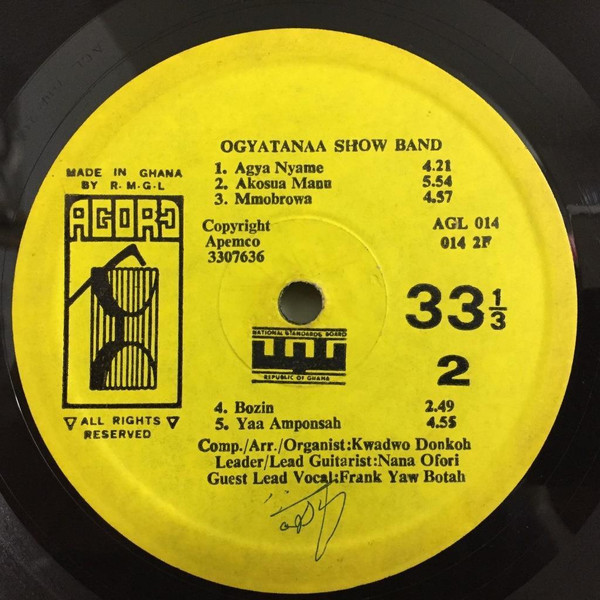 OGYATANAA SHOW BAND
1. Agya Nyame 4.21
2. Akosua Manu 5.54
3. Mmobrowa 4.57
MADE IN GHANA
BY R·M·G·L
AGORO
Copyright
Apemco
3307636
AGL 014
014 2F
33 1/3
NATIONAL STANDARDS BOARD
REPUBLIC OF GHANA
2
4. Bozin 2.49
5. Yaa Amponsah 4.55
▽ ALL RIGHTS ▽
RESERVED
Comp./Arr./Organist:Kwadwo Donkoh
Leader/Lead Guitarist:Nana Ofori
Guest Lead Vocal:Frank Yaw Botah